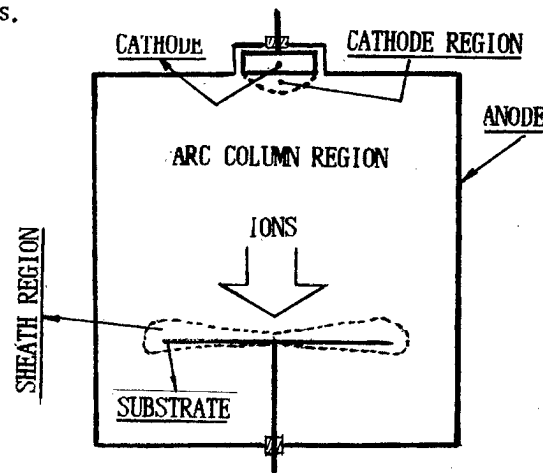 s.
CATHODE
CATHODE REGION
ANODE
ARC COLUMN REGION
IONS
SHEATH REGION
SUBSTRATE